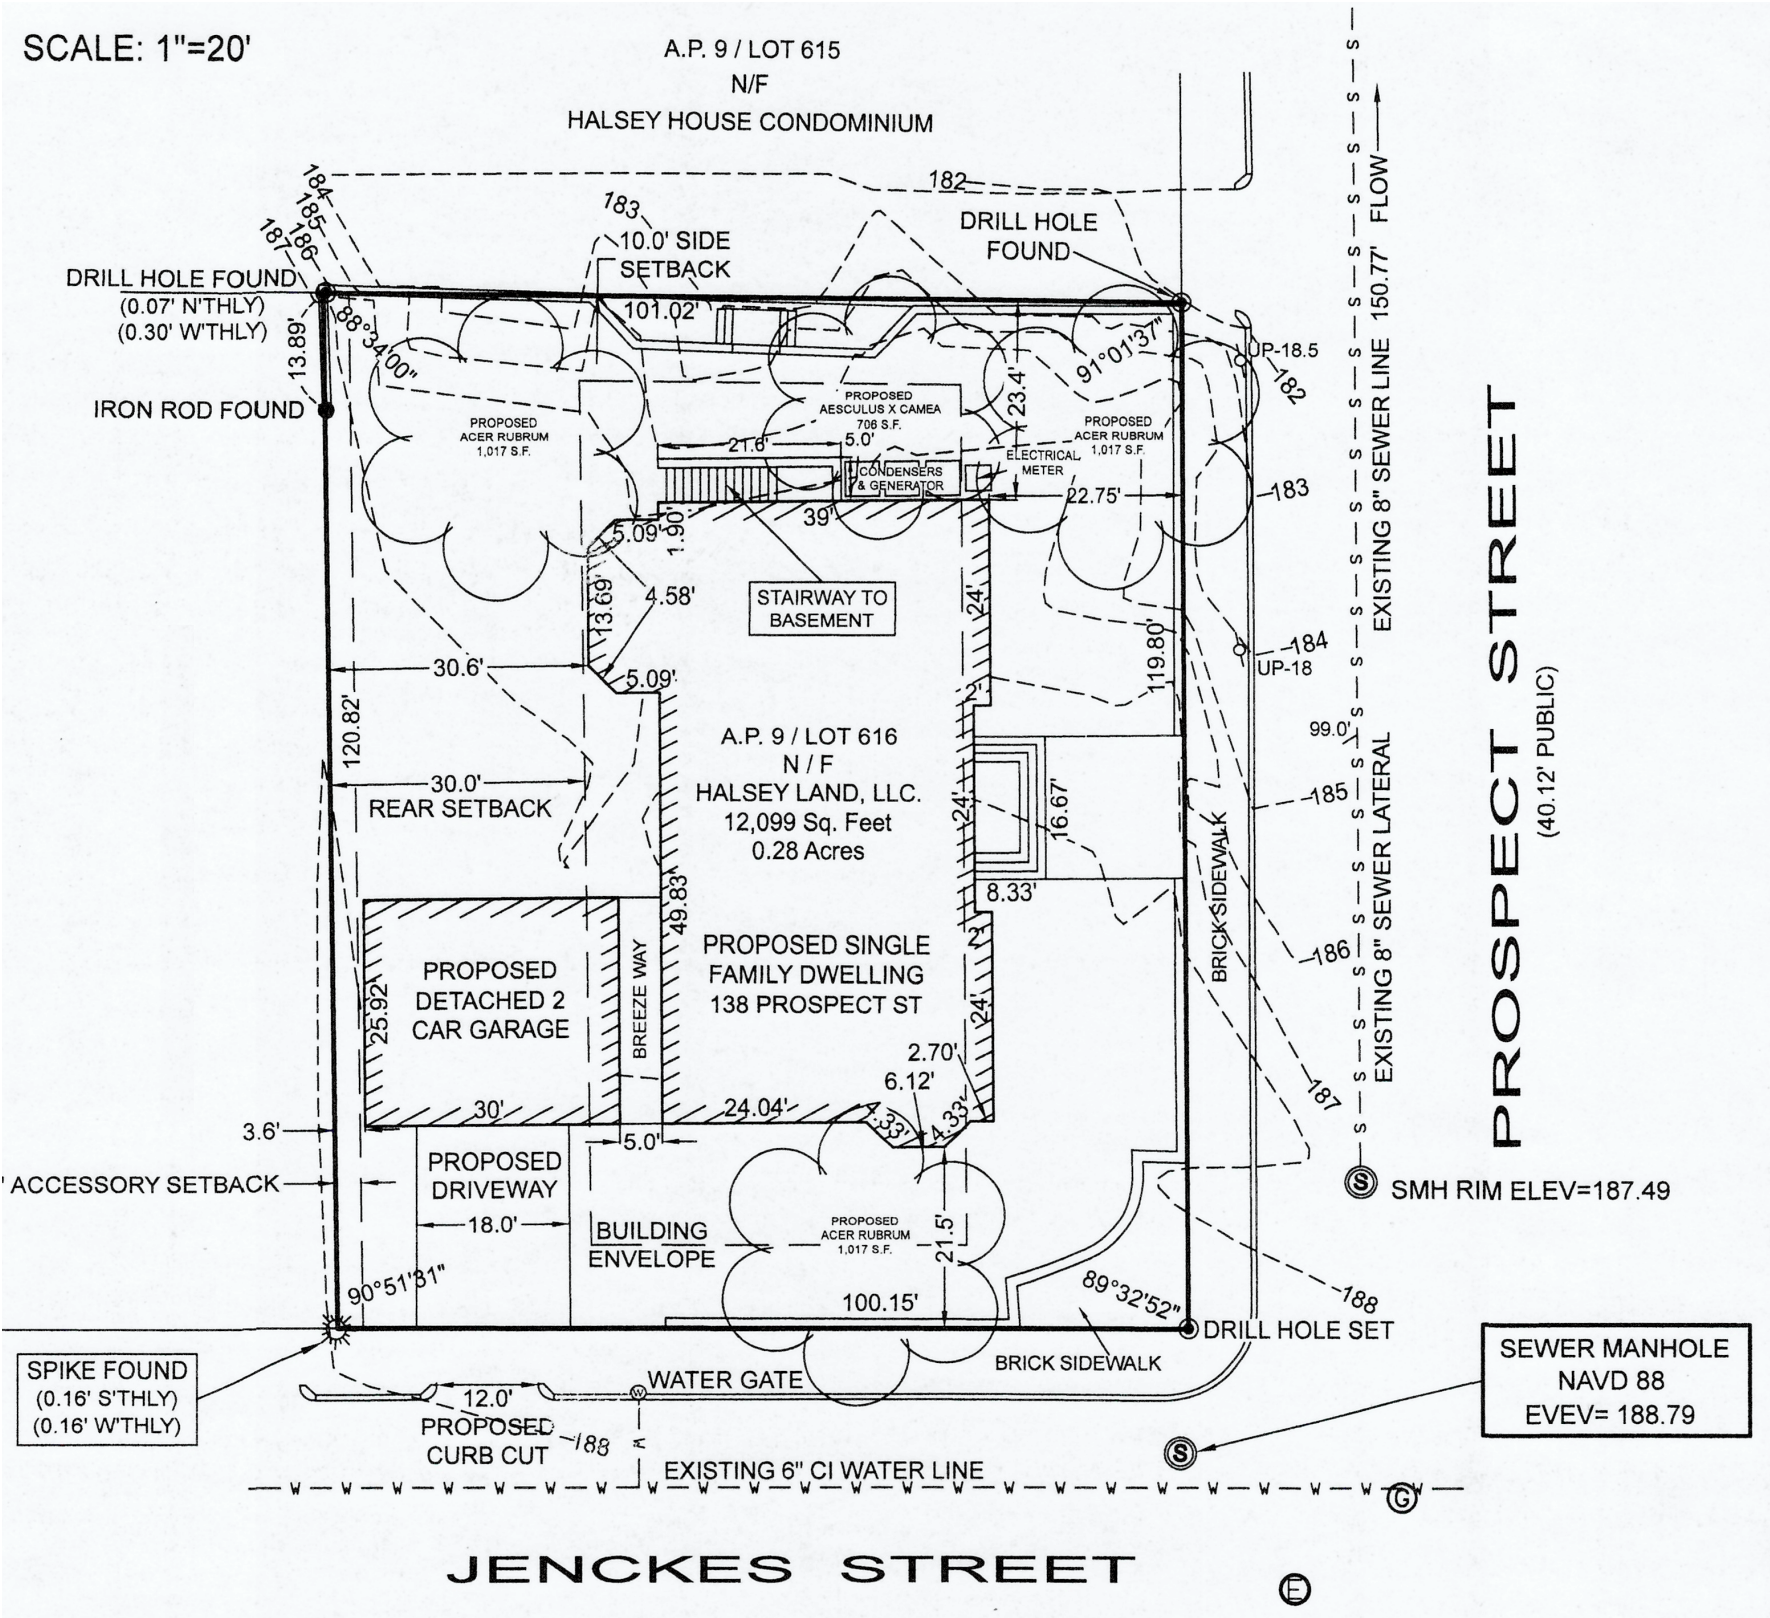 SCALE: 1"=20'
A.P. 9 / LOT 615
N/F
HALSEY HOUSE CONDOMINIUM
184
185
186
187
183
182
10.0' SIDE
SETBACK
DRILL HOLE
FOUND
DRILL HOLE FOUND
(0.07' N'THLY)
(0.30' W'THLY)
13.89'
IRON ROD FOUND
88°34'00"
101.02'
91°01'37"
23.4'
UP-18.5
182
PROPOSED
ACER RUBRUM
1,017 S.F.
PROPOSED
AESCULUS X CAMEA
706 S.F.
PROPOSED
ACER RUBRUM
1,017 S.F.
21.6'
5.0'
CONDENSERS
& GENERATOR
ELECTRICAL
METER
22.75'
183
39'
5.09'
1.90'
4.58'
13.69'
STAIRWAY TO
BASEMENT
24'
119.80'
184
UP-18
30.6'
5.09'
2'
120.82'
99.0'
A.P. 9 / LOT 616
N / F
HALSEY LAND, LLC.
12,099 Sq. Feet
0.28 Acres
30.0'
REAR SETBACK
24'
16.67'
8.33'
185
BRICK SIDEWALK
49.83'
2'
186
PROPOSED SINGLE
FAMILY DWELLING
138 PROSPECT ST
PROPOSED
DETACHED 2
CAR GARAGE
BREEZE WAY
25.92'
24'
2.70'
6.12'
187
30'
24.04'
4.33'
4.33'
3.6'
5.0'
' ACCESSORY SETBACK
PROPOSED
DRIVEWAY
18.0'
BUILDING
ENVELOPE
PROPOSED
ACER RUBRUM
1,017 S.F.
21.5'
SMH RIM ELEV=187.49
S
90°51'31"
100.15'
89°32'52"
188
DRILL HOLE SET
BRICK SIDEWALK
SPIKE FOUND
(0.16' S'THLY)
(0.16' W'THLY)
12.0'
PROPOSED
CURB CUT
188
WATER GATE
W
W
SEWER MANHOLE
NAVD 88
EVEV= 188.79
S
EXISTING 6" CI WATER LINE
W W W W W W W W W W W W W W W W W W W W W W W
G
JENCKES STREET
E
EXISTING 8" SEWER LINE 150.77' FLOW
EXISTING 8" SEWER LATERAL
S S S S S S S S S S S S S S S S S S S S S S
PROSPECT STREET
(40.12' PUBLIC)